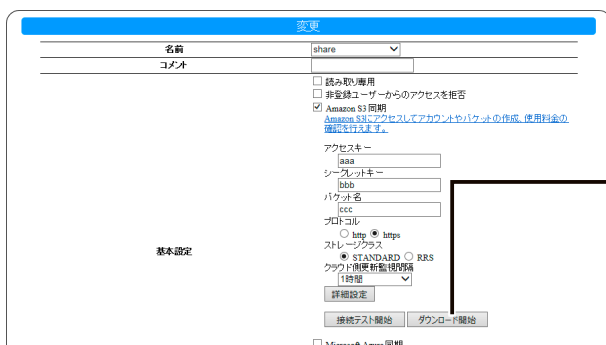 変更
名前 share
コメント
読み取り専用
非登録ユーザーからのアクセスを拒否
Amazon S3 同期
Amazon S3にアクセスしてアカウントやバケットの作成、使用料金の
確認を行えます。
アクセスキー
aaa
シークレットキー
bbb
バケット名
ccc
プロトコル
http https
ストレージクラス
STANDARD RRS
クラウド側更新監視間隔
基本設定
1時間
詳細設定
接続テスト開始 ダウンロード開始
Microsoft Azure 同期